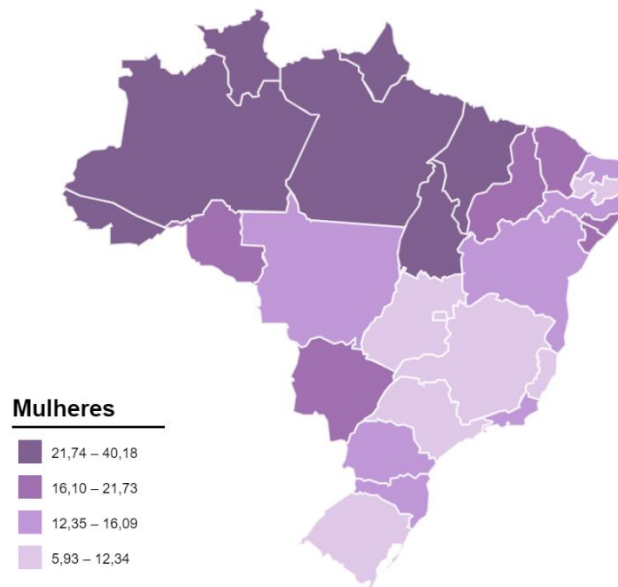 Mulheres
21,74 – 40,18
16,10 – 21,73
12,35 – 16,09
5,93 – 12,34